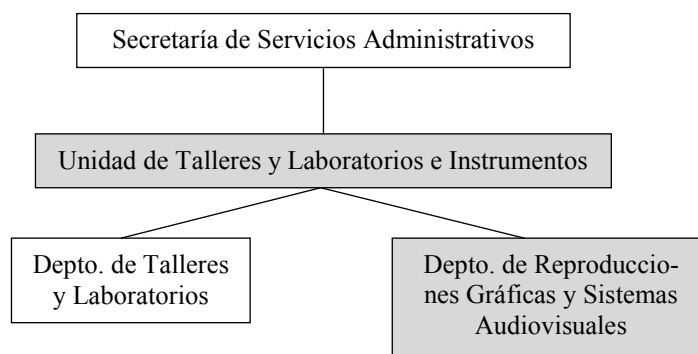 Secretaría de Servicios Administrativos
Unidad de Talleres y Laboratorios e Instrumentos
Depto. de Talleres
y Laboratorios
Depto. de Reproduccio-
nes Gráficas y Sistemas
Audiovisuales